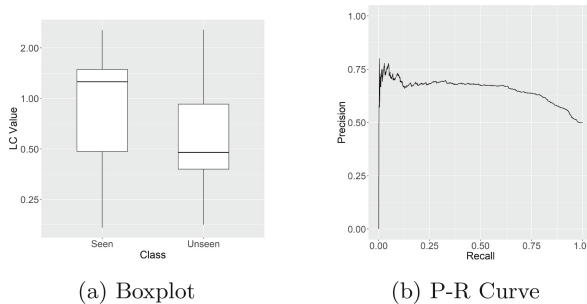 2.00
1.00
0.50
0.25
LC Value
Seen Unseen
Class
(a) Boxplot
1.00
0.75
0.50
0.25
0.00
Precision
0.00 0.25 0.50 0.75 1.0
Recall
(b) P-R Curve